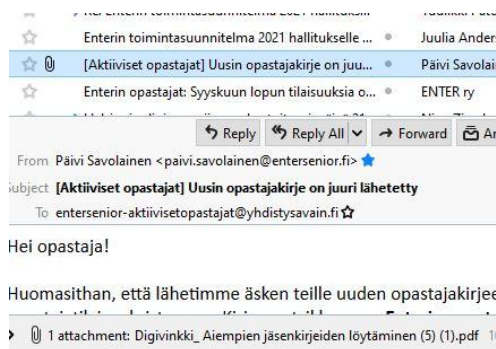 Enterin toimintasuunnitelma 2021 hallitukselle ... Juulia Anders
[Aktiiviset opastajat] Uusin opastajakirje on juu... Päivi Savolai
Enterin opastajat: Syyskuun lopun tilaisuuksia o... ENTER ry
Reply Reply All Forward Ar
From Päivi Savolainen <paivi.savolainen@entersenior.fi>
Subject [Aktiiviset opastajat] Uusin opastajakirje on juuri lähetetty
To entersenior-aktiivisetopastajat@yhdistysavain.fi
Hei opastaja!
Huomasithan, että lähetimme äsken teille uuden opastajakirjee
1 attachment: Digivinkki_ Aiempien jäsenkirjeiden löytäminen (5) (1).pdf